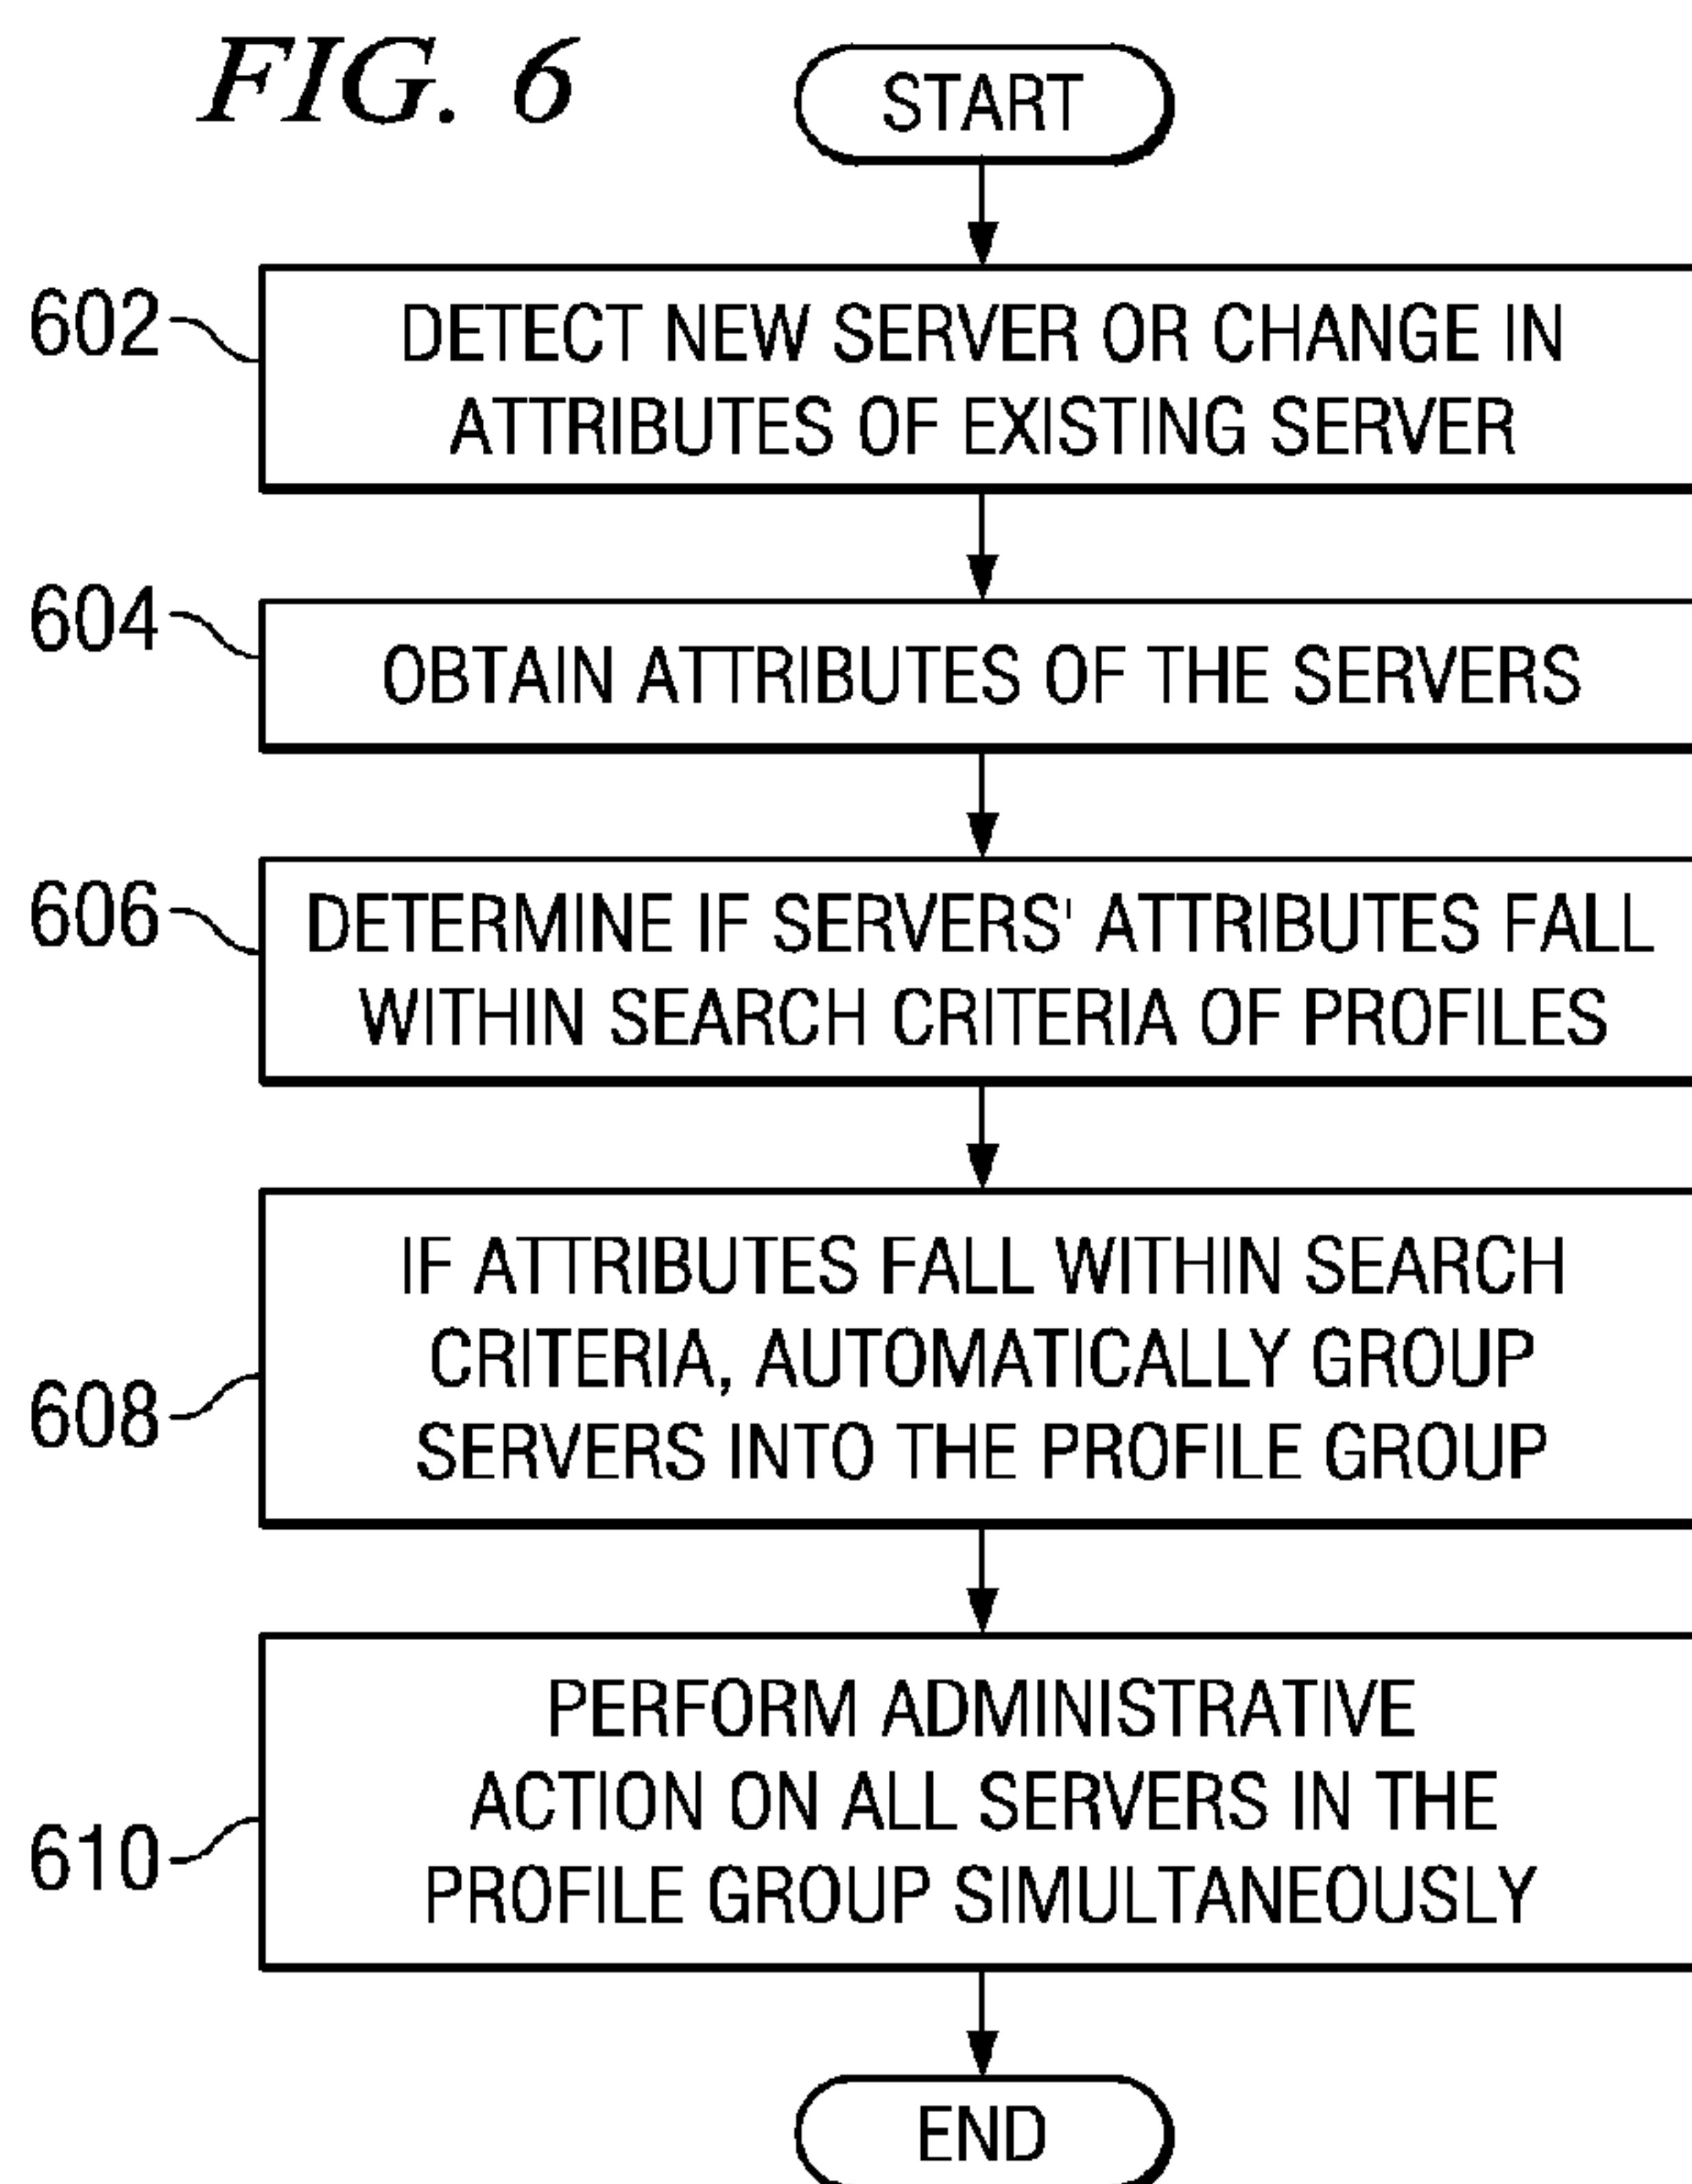 FIG. 6
START
602
DETECT NEW SERVER OR CHANGE IN
ATTRIBUTES OF EXISTING SERVER
604
OBTAIN ATTRIBUTES OF THE SERVERS
606
DETERMINE IF SERVERS' ATTRIBUTES FALL
WITHIN SEARCH CRITERIA OF PROFILES
608
IF ATTRIBUTES FALL WITHIN SEARCH
CRITERIA, AUTOMATICALLY GROUP
SERVERS INTO THE PROFILE GROUP
610
PERFORM ADMINISTRATIVE
ACTION ON ALL SERVERS IN THE
PROFILE GROUP SIMULTANEOUSLY
END